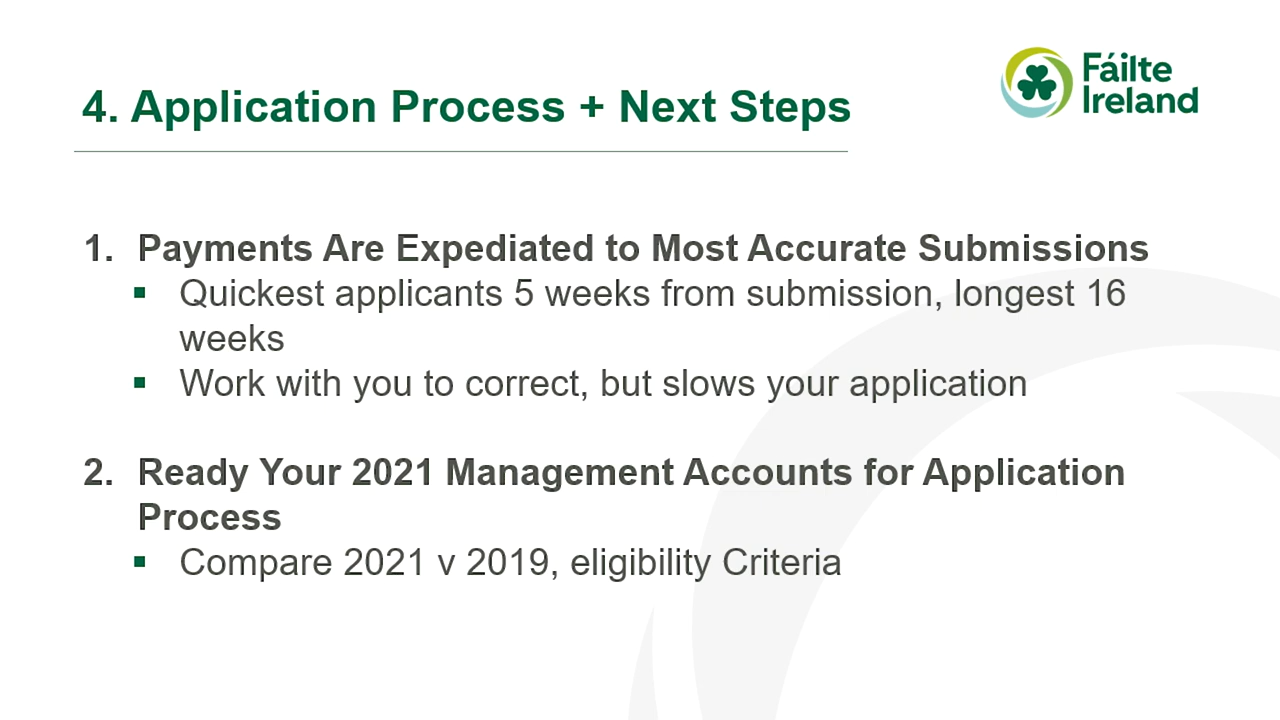 4. Application Process + Next Steps
Fáilte
Ireland
1. Payments Are Expediated to Most Accurate Submissions
▪ Quickest applicants 5 weeks from submission, longest 16
weeks
▪ Work with you to correct, but slows your application
2. Ready Your 2021 Management Accounts for Application
Process
▪ Compare 2021 v 2019, eligibility Criteria